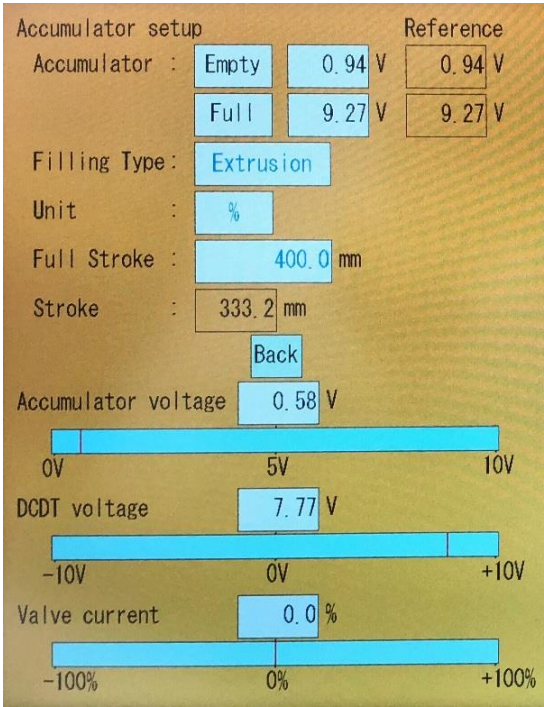 Accumulator setup Reference
Accumulator : Empty 0.94 V 0.94 V
Full 9.27 V 9.27 V
Filling Type: Extrusion
Unit : %
Full Stroke : 400.0 mm
Stroke : 333.2 mm
Back
Accumulator voltage 0.58 V
0V 5V 10V
DCDT voltage 7.77 V
-10V 0V +10V
Valve current 0.0 %
-100% 0% +100%